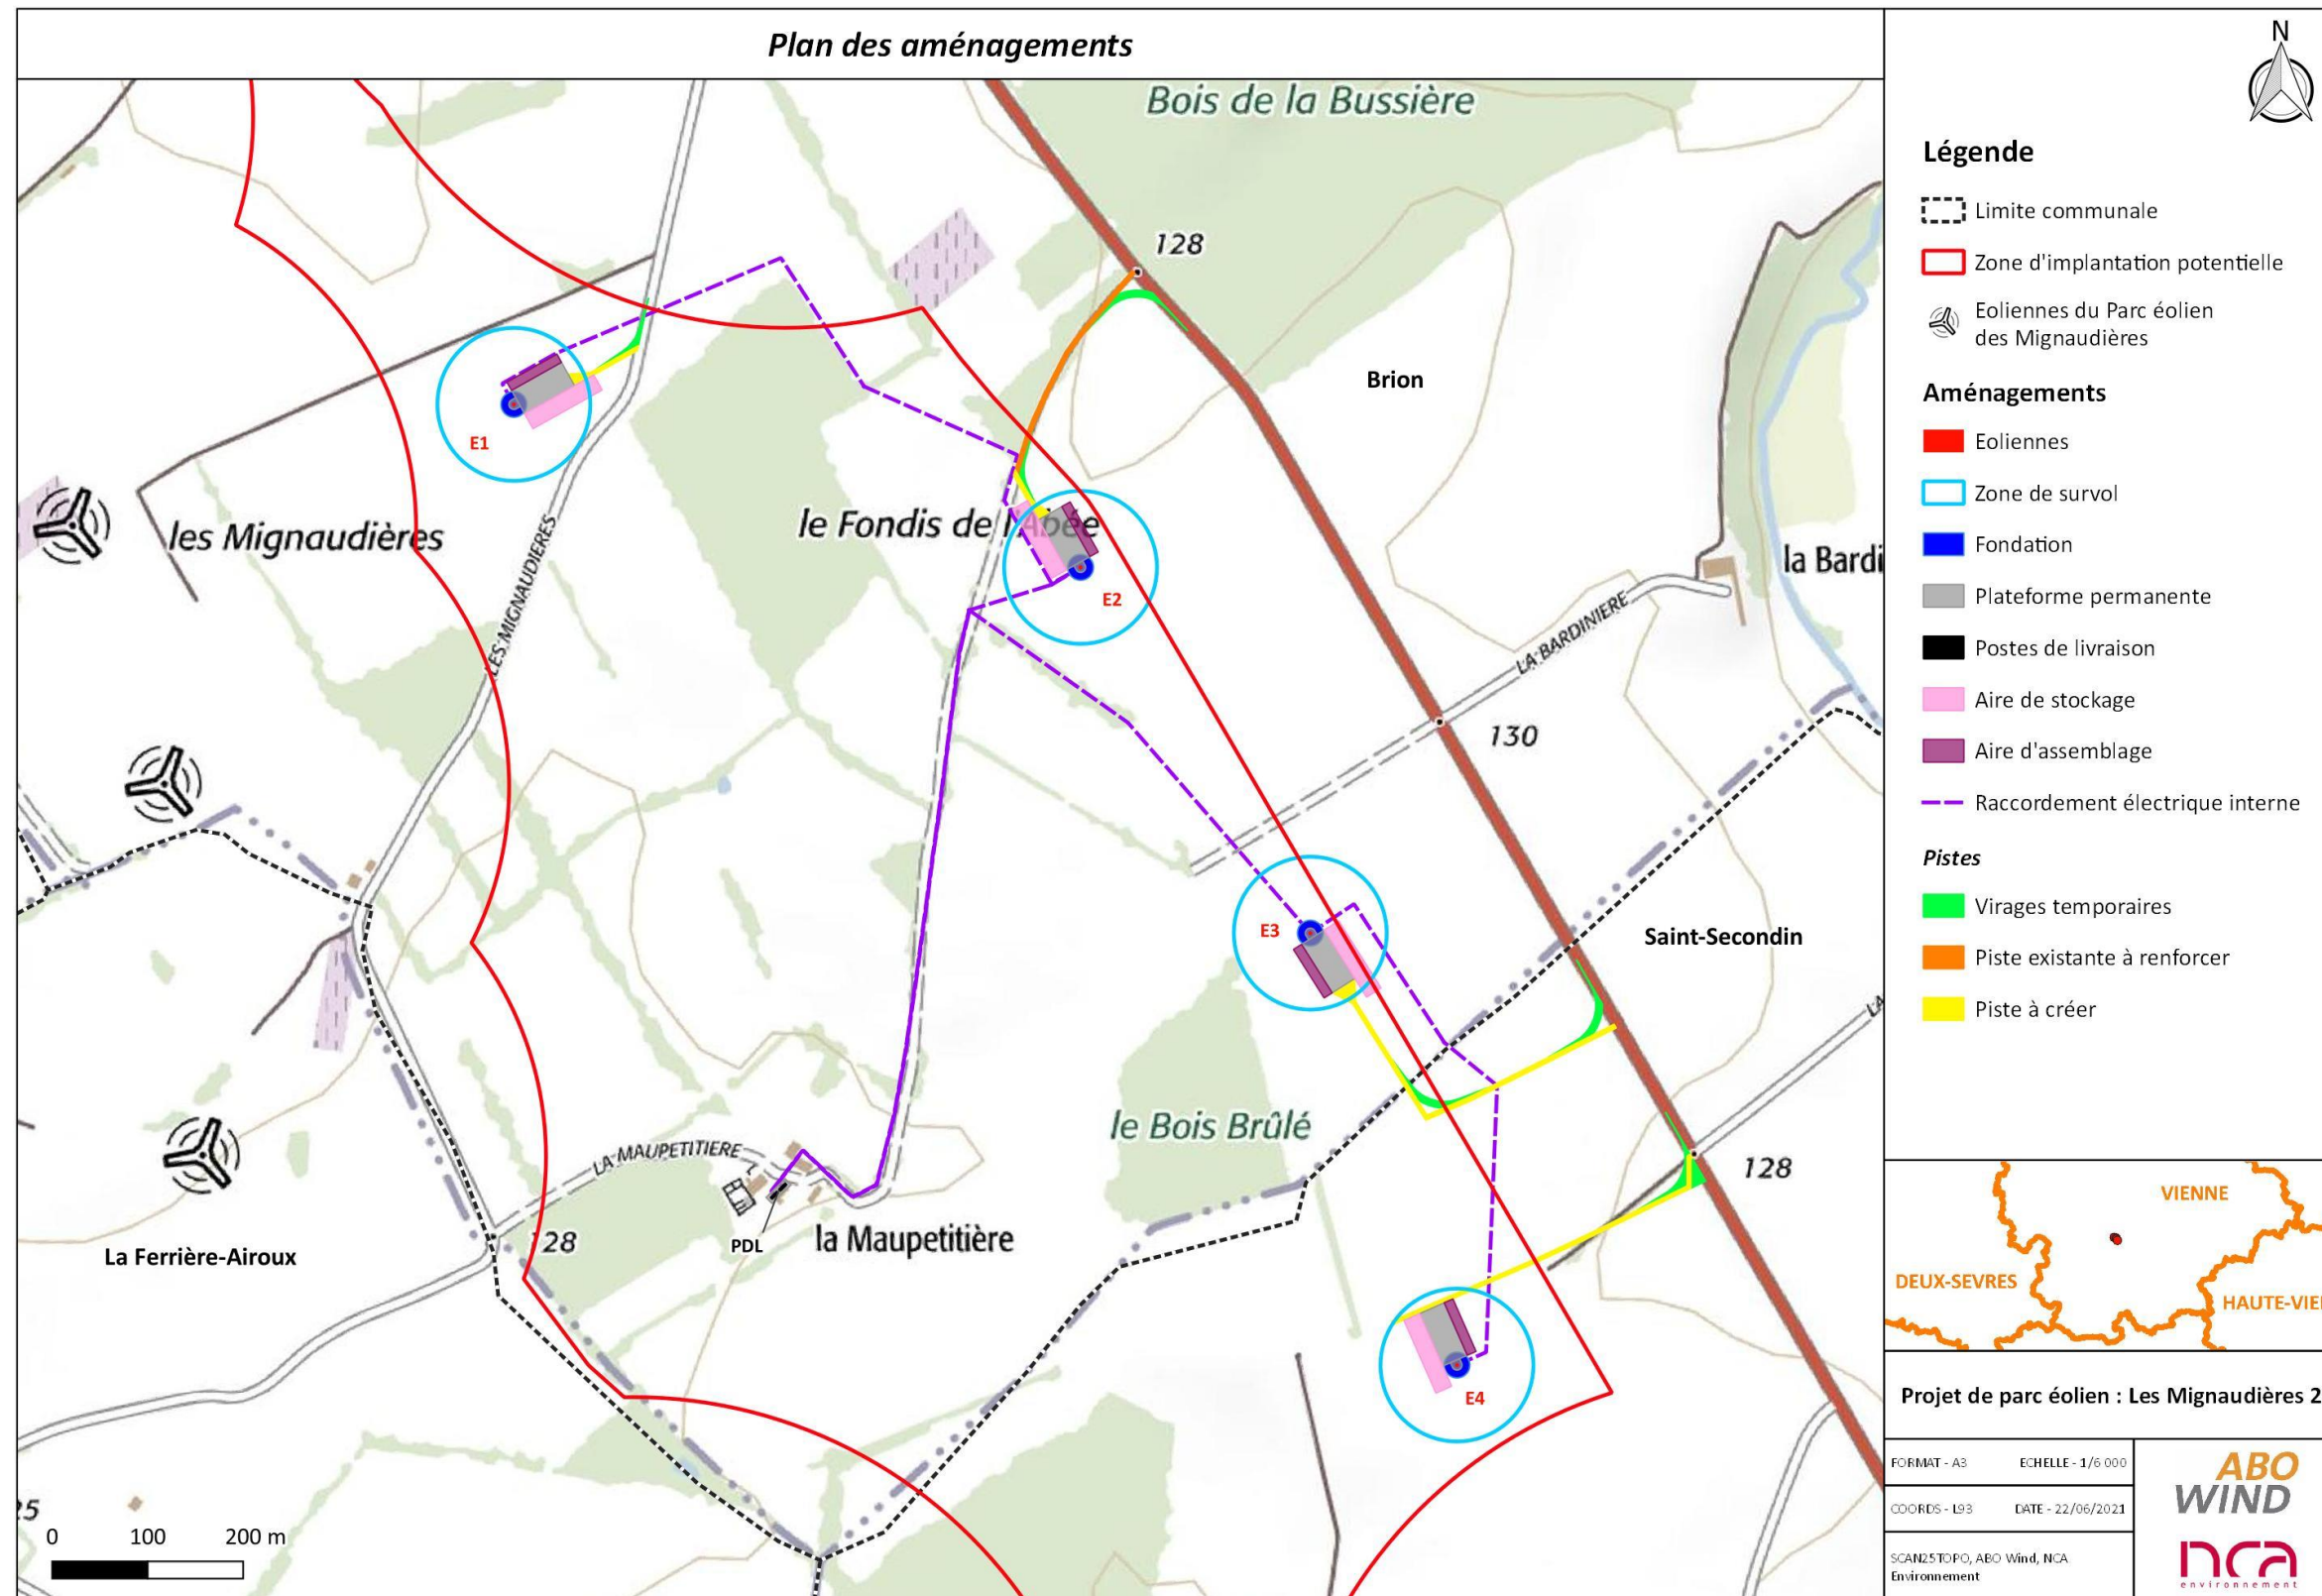 Plan des aménagements
N
Bois de la Bussière
128
Brion
E1
les Mignaudières
LES MIGNAUDIERES
le Fondis de l'Abée
E2
la Bardi
LA BARDINIERE
130
E3
Saint-Secondin
LA
le Bois Brûlé
LA MAUPETITIERE
128
La Ferrière-Airoux
28
PDL
la Maupetitière
E4
25
0 100 200 m
Légende
Limite communale
Zone d'implantation potentielle
Eoliennes du Parc éolien
des Mignaudières
Aménagements
Eoliennes
Zone de survol
Fondation
Plateforme permanente
Postes de livraison
Aire de stockage
Aire d'assemblage
Raccordement électrique interne
Pistes
Virages temporaires
Piste existante à renforcer
Piste à créer
VIENNE
DEUX-SEVRES
HAUTE-VIE
Projet de parc éolien : Les Mignaudières 2
FORMAT - A3 ECHELLE - 1/6 000
COORDS - L93 DATE - 22/06/2021
SCAN25TOPO, ABO Wind, NCA
Environnement
ABO
WIND
nca
environnement